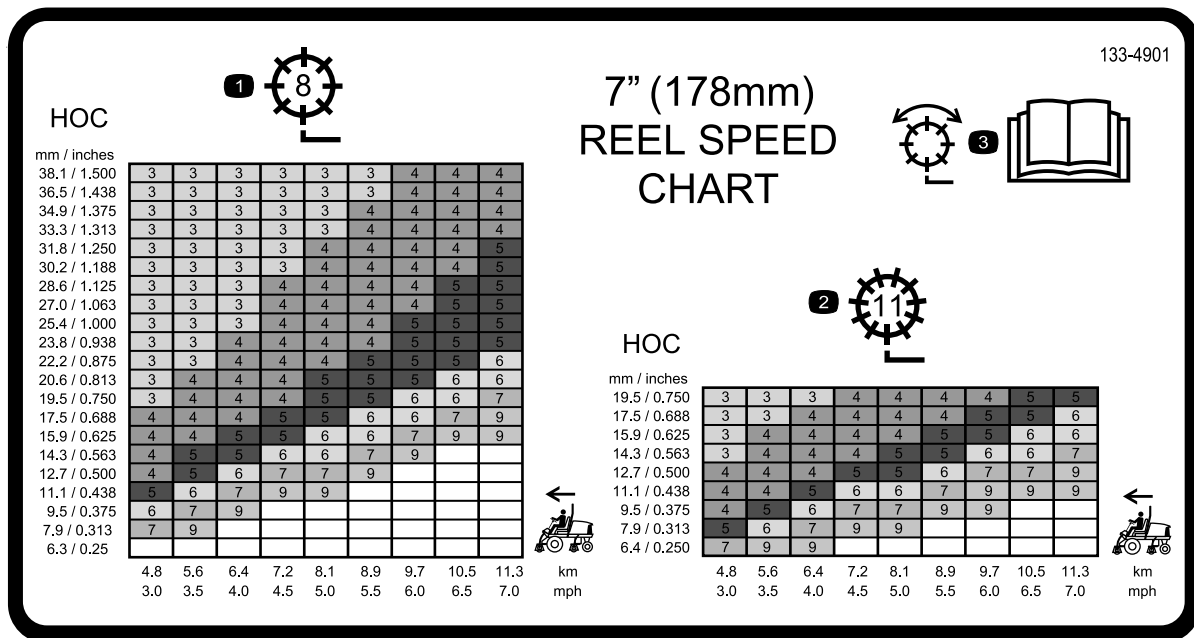 133-4901
7” (178mm)
REEL SPEED
CHART
3
1
8
HOC
mm / inches
38.1 / 1.500 3 3 3 3 3 3 4 4 4
36.5 / 1.438 3 3 3 3 3 3 4 4 4
34.9 / 1.375 3 3 3 3 3 4 4 4 4
33.3 / 1.313 3 3 3 3 3 4 4 4 4
31.8 / 1.250 3 3 3 3 4 4 4 4 5
30.2 / 1.188 3 3 3 3 4 4 4 4 5
28.6 / 1.125 3 3 3 4 4 4 4 5 5
27.0 / 1.063 3 3 3 4 4 4 4 5 5
25.4 / 1.000 3 3 3 4 4 4 5 5 5
23.8 / 0.938 3 3 4 4 4 4 5 5 5
22.2 / 0.875 3 3 4 4 4 5 5 5 6
20.6 / 0.813 3 4 4 4 5 5 5 6 6
19.5 / 0.750 3 4 4 4 5 5 6 6 7
17.5 / 0.688 4 4 4 5 5 6 6 7 9
15.9 / 0.625 4 4 5 5 6 6 7 9 9
14.3 / 0.563 4 5 5 6 6 7 9
12.7 / 0.500 4 5 6 7 7 9
11.1 / 0.438 5 6 7 9 9
9.5 / 0.375 6 7 9
7.9 / 0.313 7 9
6.3 / 0.25
4.8 5.6 6.4 7.2 8.1 8.9 9.7 10.5 11.3 km
3.0 3.5 4.0 4.5 5.0 5.5 6.0 6.5 7.0 mph
2
11
HOC
mm / inches
19.5 / 0.750 3 3 3 4 4 4 4 5 5
17.5 / 0.688 3 3 4 4 4 4 5 5 6
15.9 / 0.625 3 4 4 4 4 5 5 6 6
14.3 / 0.563 3 4 4 4 5 5 6 6 7
12.7 / 0.500 4 4 4 5 5 6 7 7 9
11.1 / 0.438 4 4 5 6 6 7 9 9 9
9.5 / 0.375 4 5 6 7 7 9 9
7.9 / 0.313 5 6 7 9 9
6.4 / 0.250 7 9 9
4.8 5.6 6.4 7.2 8.1 8.9 9.7 10.5 11.3 km
3.0 3.5 4.0 4.5 5.0 5.5 6.0 6.5 7.0 mph